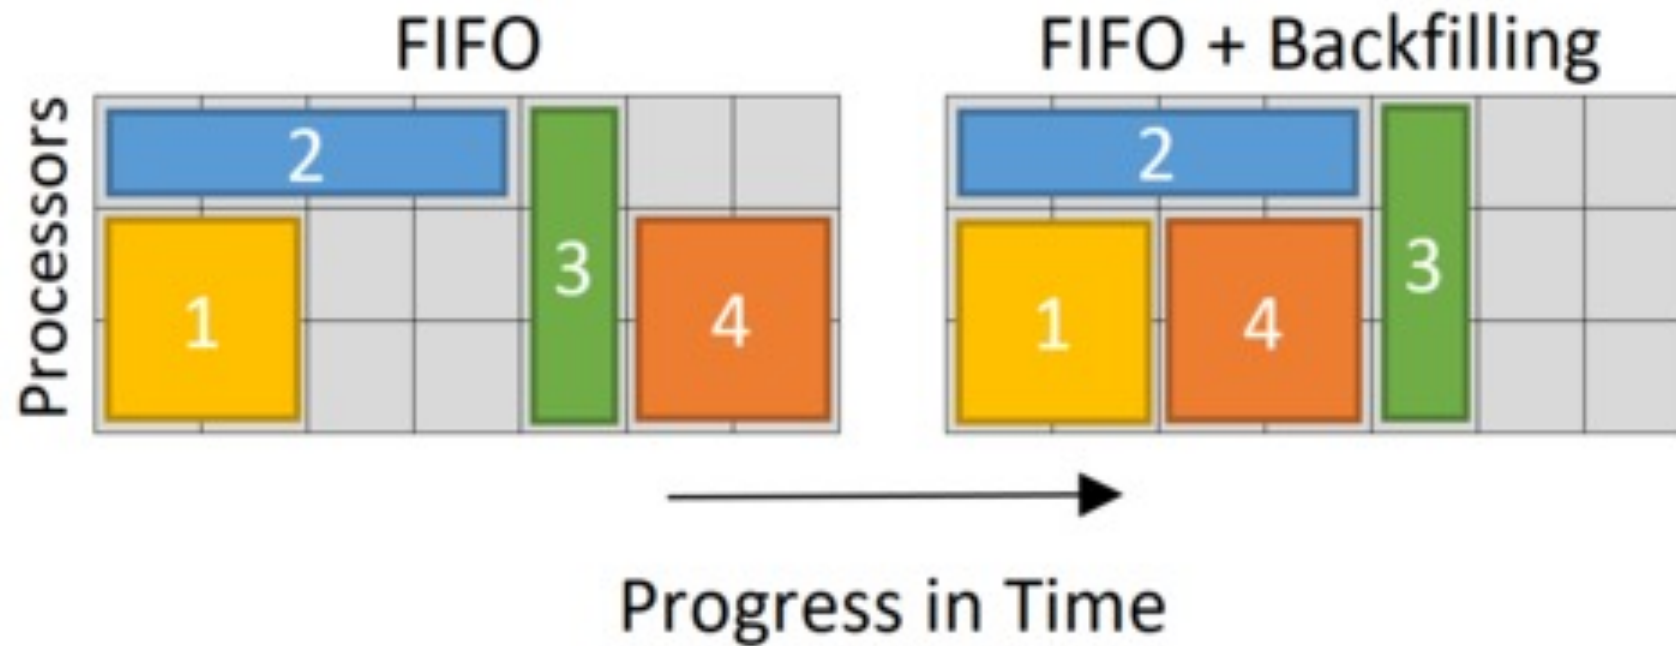 FIFO
FIFO + Backfilling
Processors
2
3
1
4
2
3
1
4
Progress in Time